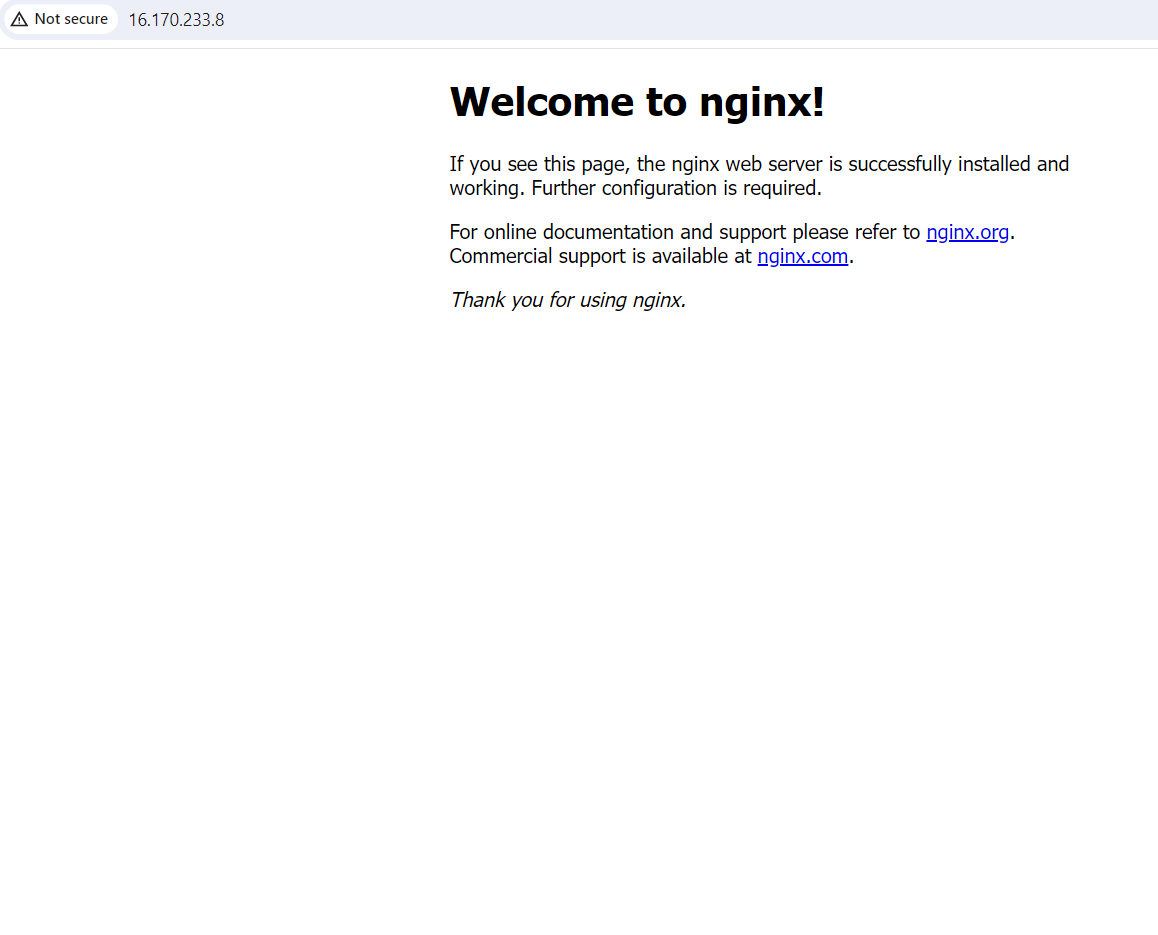 Not secure 16.170.233.8
Welcome to nginx!
If you see this page, the nginx web server is successfully installed and
working. Further configuration is required.
For online documentation and support please refer to nginx.org.
Commercial support is available at nginx.com.
Thank you for using nginx.